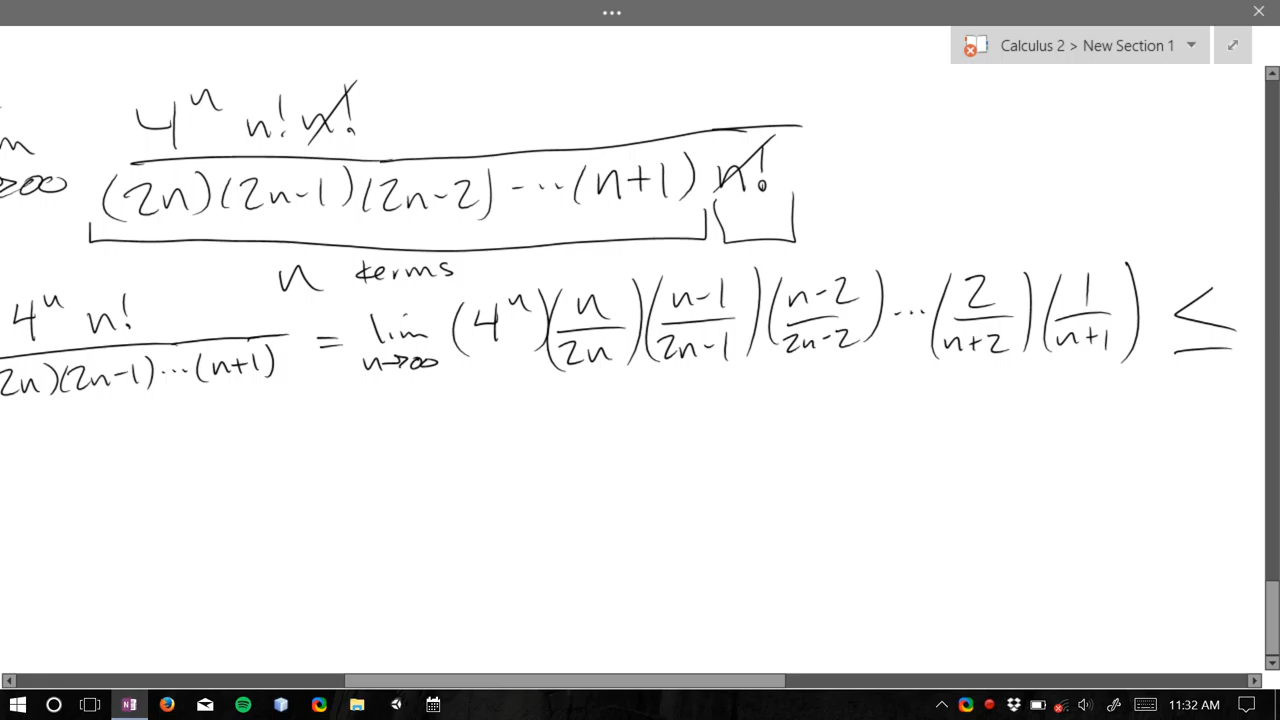 Calculus 2 > New Section 1
4^n n! n!
m
→∞ (2n)(2n-1)(2n-2) ··· (n+1) n!
n terms
4^n n! / 2n)(2n-1)···(n+1) = lim n→∞ (4^n)(n/2n)(n-1/2n-1)(n-2/2n-2)···(2/n+2)(1/n+1) ≤
11:32 AM